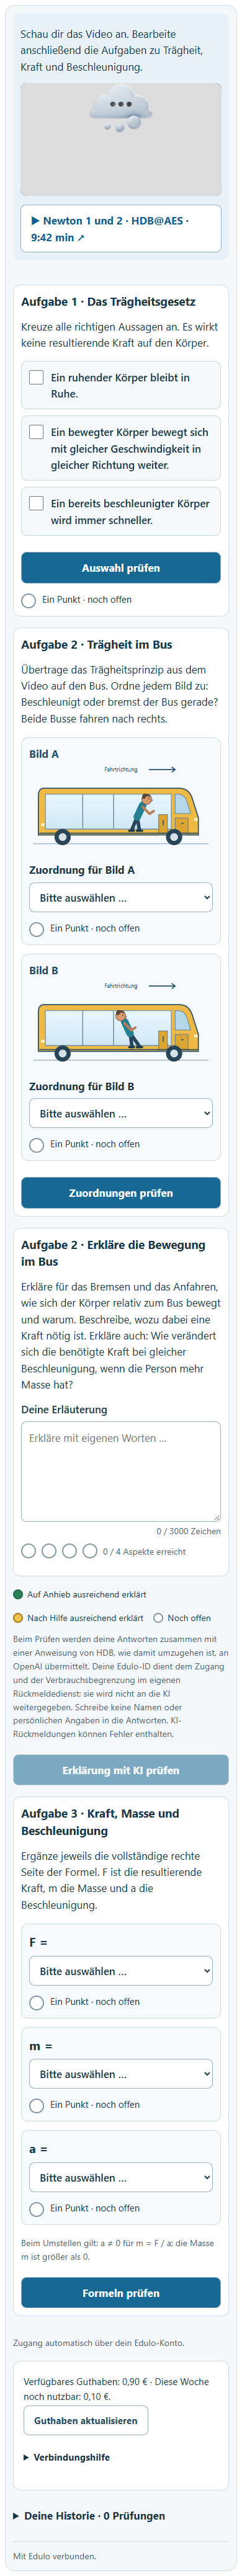 Schau dir das Video an. Bearbeite
anschließend die Aufgaben zu Trägheit,
Kraft und Beschleunigung.
▶ Newton 1 und 2 · HDB@AES ·
9:42 min ↗
Aufgabe 1 · Das Trägheitsgesetz
Kreuze alle richtigen Aussagen an. Es wirkt
keine resultierende Kraft auf den Körper.
Ein ruhender Körper bleibt in
Ruhe.
Ein bewegter Körper bewegt sich
mit gleicher Geschwindigkeit in
gleicher Richtung weiter.
Ein bereits beschleunigter Körper
wird immer schneller.
Auswahl prüfen
Ein Punkt · noch offen
Aufgabe 2 · Trägheit im Bus
Übertrage das Trägheitsprinzip aus dem
Video auf den Bus. Ordne jedem Bild zu:
Beschleunigt oder bremst der Bus gerade?
Beide Busse fahren nach rechts.
Bild A
Fahrtrichtung
Zuordnung für Bild A
Bitte auswählen ...
Ein Punkt · noch offen
Bild B
Fahrtrichtung
Zuordnung für Bild B
Bitte auswählen ...
Ein Punkt · noch offen
Zuordnungen prüfen
Aufgabe 2 · Erkläre die Bewegung
im Bus
Erkläre für das Bremsen und das Anfahren,
wie sich der Körper relativ zum Bus bewegt
und warum. Beschreibe, wozu dabei eine
Kraft nötig ist. Erkläre auch: Wie verändert
sich die benötigte Kraft bei gleicher
Beschleunigung, wenn die Person mehr
Masse hat?
Deine Erläuterung
Erkläre mit eigenen Worten ...
0 / 3000 Zeichen
0 / 4 Aspekte erreicht
Auf Anhieb ausreichend erklärt
Nach Hilfe ausreichend erklärt Noch offen
Beim Prüfen werden deine Antworten zusammen mit
einer Anweisung von HDB, wie damit umzugehen ist, an
OpenAI übermittelt. Deine Edulo-ID dient dem Zugang
und der Verbrauchsbegrenzung im eigenen
Rückmeldedienst; sie wird nicht an die KI
weitergegeben. Schreibe keine Namen oder
persönlichen Angaben in die Antworten. KI-
Rückmeldungen können Fehler enthalten.
Erklärung mit KI prüfen
Aufgabe 3 · Kraft, Masse und
Beschleunigung
Ergänze jeweils die vollständige rechte
Seite der Formel. F ist die resultierende
Kraft, m die Masse und a die
Beschleunigung.
F =
Bitte auswählen ...
Ein Punkt · noch offen
m =
Bitte auswählen ...
Ein Punkt · noch offen
a =
Bitte auswählen ...
Ein Punkt · noch offen
Beim Umstellen gilt: a ≠ 0 für m = F / a; die Masse
m ist größer als 0.
Formeln prüfen
Zugang automatisch über dein Edulo-Konto.
Verfügbares Guthaben: 0,90 € · Diese Woche
noch nutzbar: 0,10 €.
Guthaben aktualisieren
▶ Verbindungshilfe
▶ Deine Historie · 0 Prüfungen
Mit Edulo verbunden.